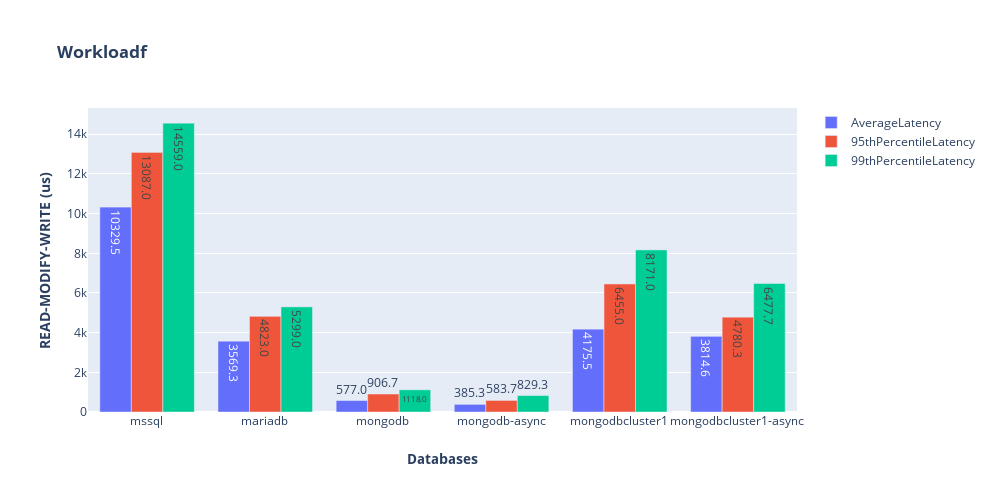 Workloadf
READ-MODIFY-WRITE (us)
14k
12k
10k
8k
6k
4k
2k
0
10329.5
13087.0
14559.0
3569.3
4823.0
5299.0
577.0
906.7
1118.0
385.3
583.7
829.3
4175.5
6455.0
8171.0
3814.6
4780.3
6477.7
mssql
mariadb
mongodb
mongodb-async
mongodbcluster1
mongodbcluster1-async
Databases
AverageLatency
95thPercentileLatency
99thPercentileLatency